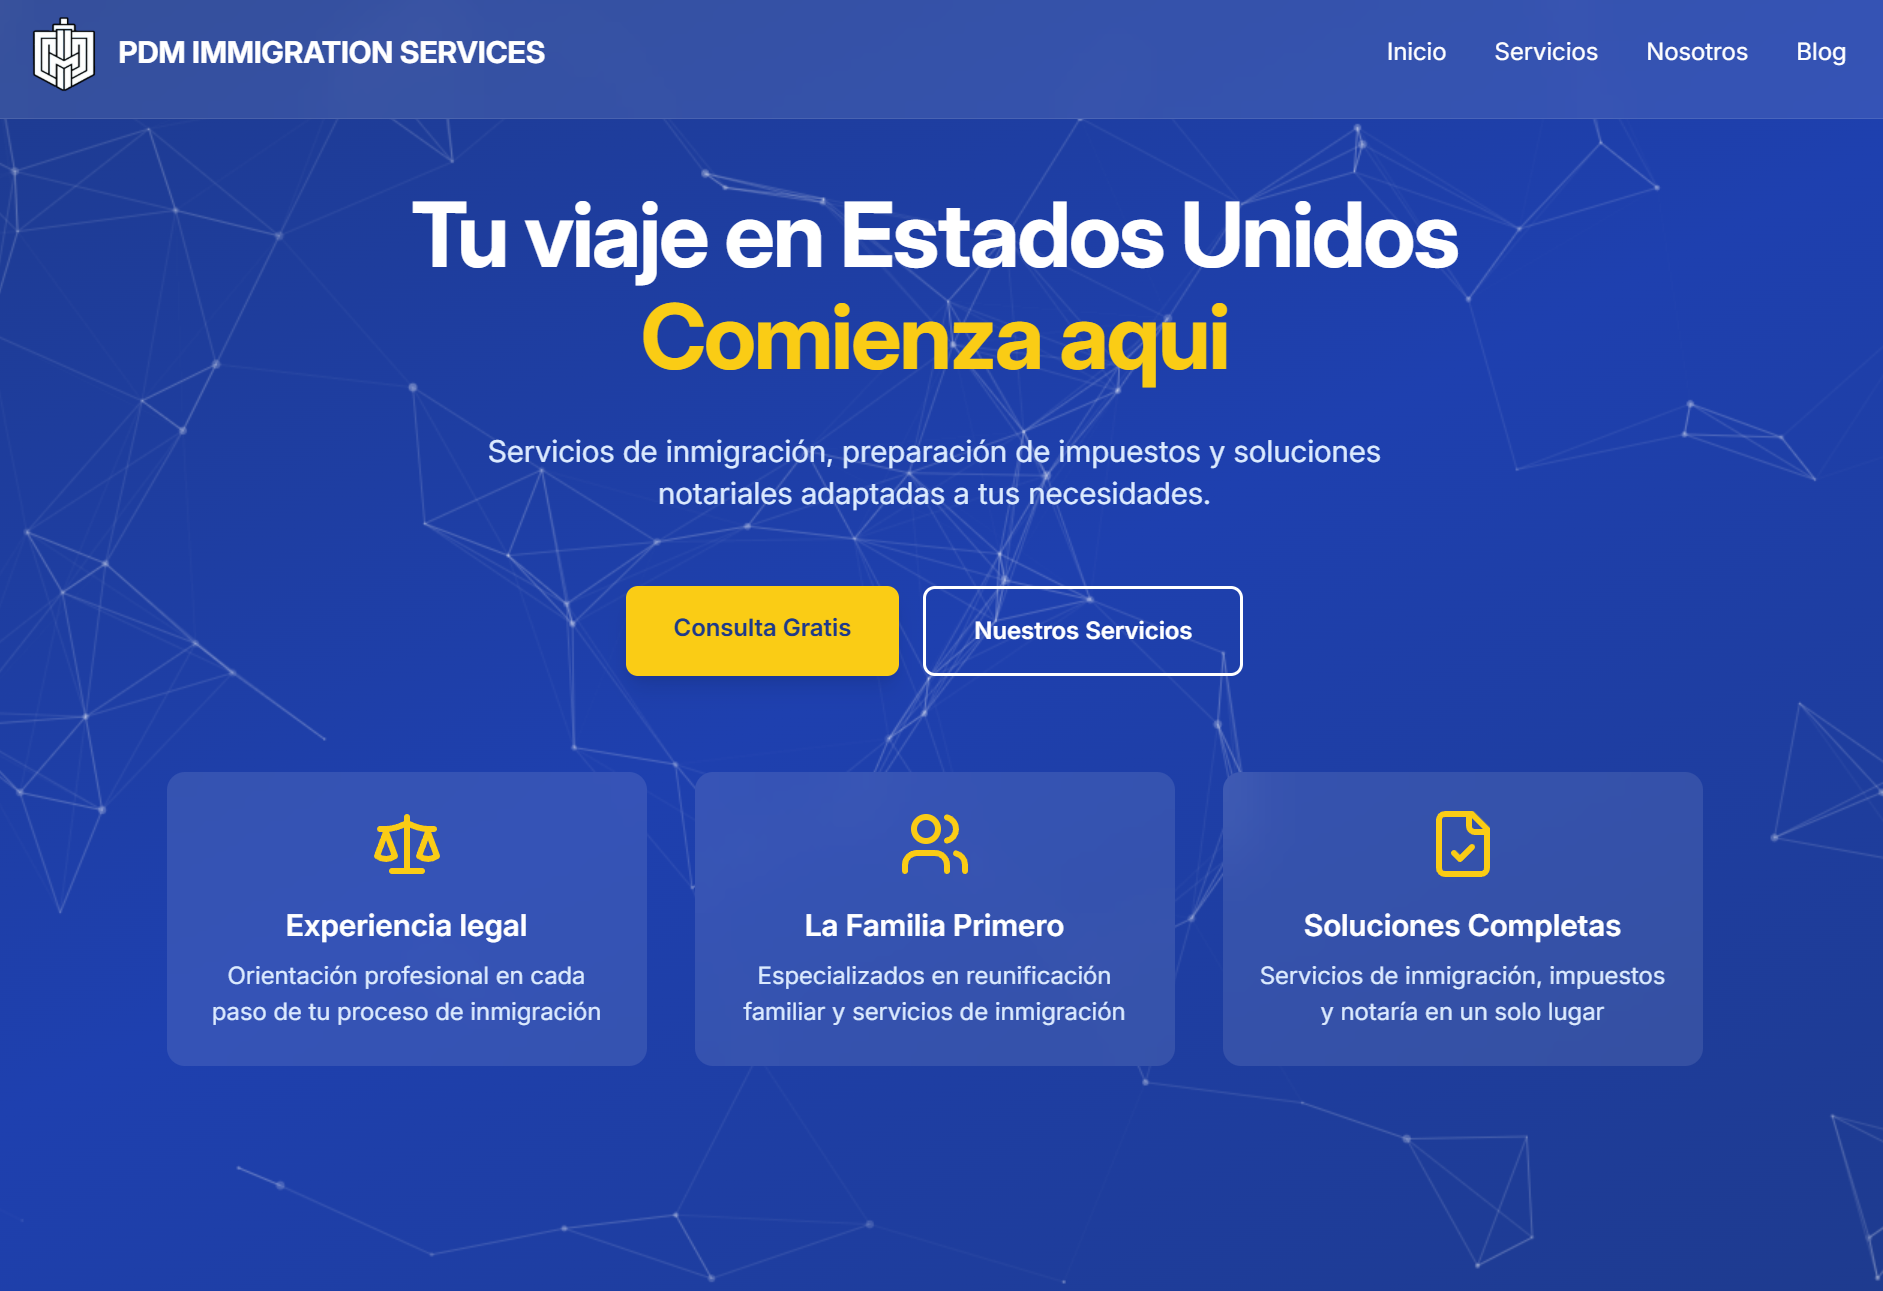 PDM IMMIGRATION SERVICES
Inicio
Servicios
Nosotros
Blog
Tu viaje en Estados Unidos
Comienza aqui
Servicios de inmigración, preparación de impuestos y soluciones
notariales adaptadas a tus necesidades.
Consulta Gratis
Nuestros Servicios
Experiencia legal
Orientación profesional en cada
paso de tu proceso de inmigración
La Familia Primero
Especializados en reunificación
familiar y servicios de inmigración
Soluciones Completas
Servicios de inmigración, impuestos
y notaría en un solo lugar